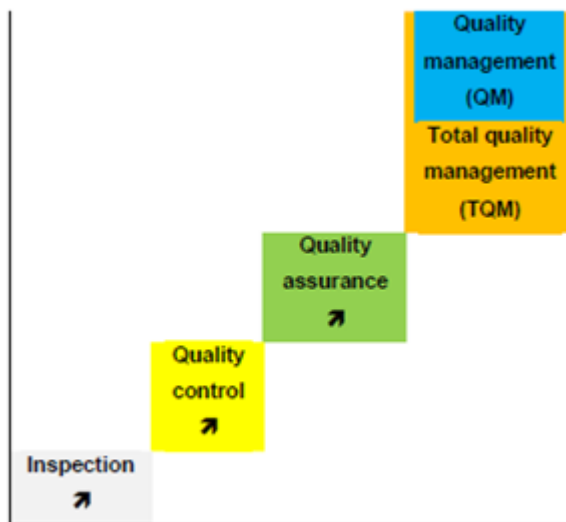 Quality
management
(QM)
Total quality
management
(TQM)
Quality
assurance
Quality
control
Inspection